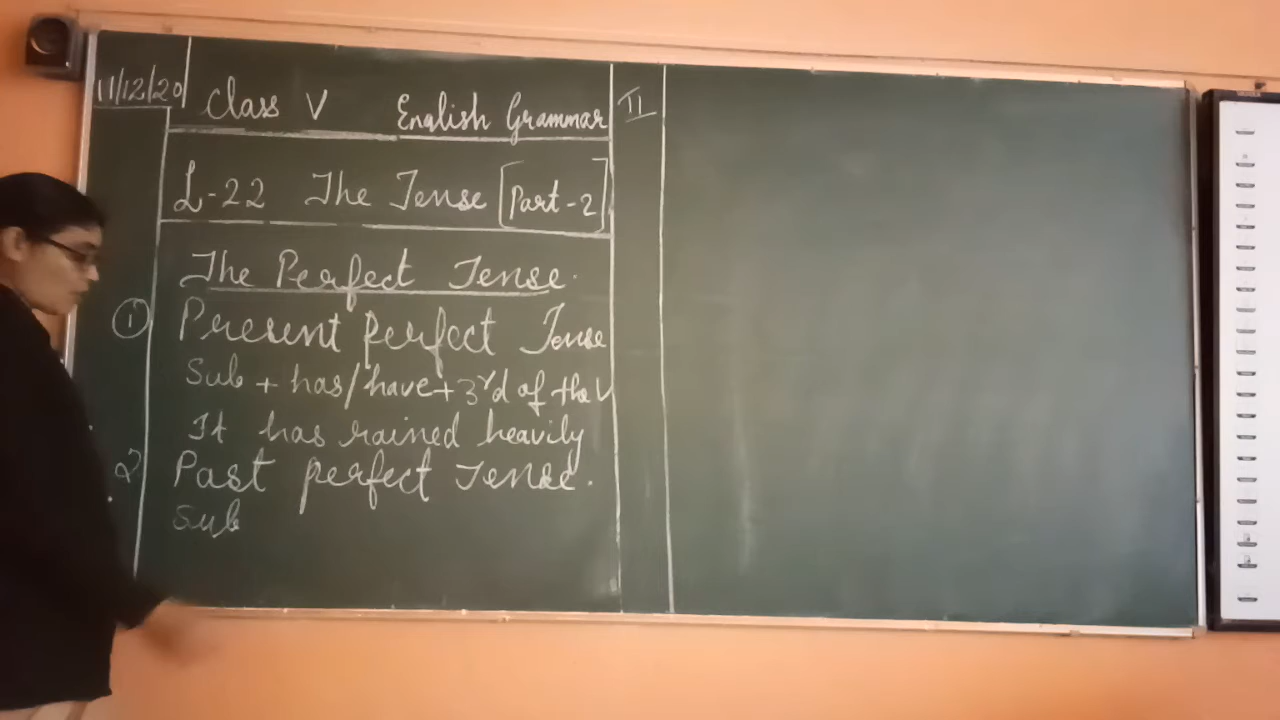 11/12/20
Class V English Grammar II
L-22 The Tense [Part-2]
The Perfect Tense.
① Present perfect Tense
Sub + has/have + 3rd of the V
It has rained heavily
2 Past perfect Tense.
Sub